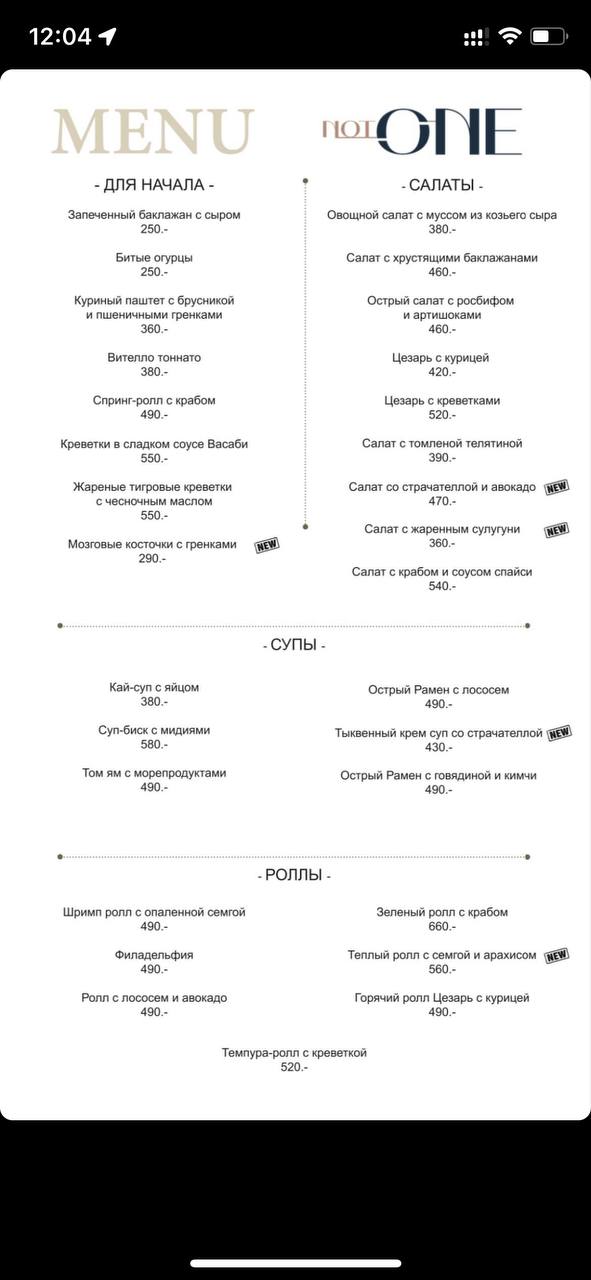 12:04
MENU
NOT ONE
- ДЛЯ НАЧАЛА -
Запеченный баклажан с сыром
250.-
Битые огурцы
250.-
Куриный паштет с брусникой
и пшеничными гренками
360.-
Вителло тоннато
380.-
Спринг-ролл с крабом
490.-
Креветки в сладком соусе Васаби
550.-
Жареные тигровые креветки
с чесночным маслом
550.-
Мозговые косточки с гренками NEW
290.-
- САЛАТЫ -
Овощной салат с муссом из козьего сыра
380.-
Салат с хрустящими баклажанами
460.-
Острый салат с росбифом
и артишоками
460.-
Цезарь с курицей
420.-
Цезарь с креветками
520.-
Салат с томленой телятиной
390.-
Салат со страчателлой и авокадо NEW
470.-
Салат с жаренным сулугуни NEW
360.-
Салат с крабом и соусом спайси
540.-
- СУПЫ -
Кай-суп с яйцом
380.-
Суп-биск с мидиями
580.-
Том ям с морепродуктами
490.-
Острый Рамен с лососем
490.-
Тыквенный крем суп со страчателлой NEW
430.-
Острый Рамен с говядиной и кимчи
490.-
- РОЛЛЫ -
Шримп ролл с опаленной семгой
490.-
Филадельфия
490.-
Ролл с лососем и авокадо
490.-
Зеленый ролл с крабом
660.-
Теплый ролл с семгой и арахисом NEW
560.-
Горячий ролл Цезарь с курицей
490.-
Темпура-ролл с креветкой
520.-